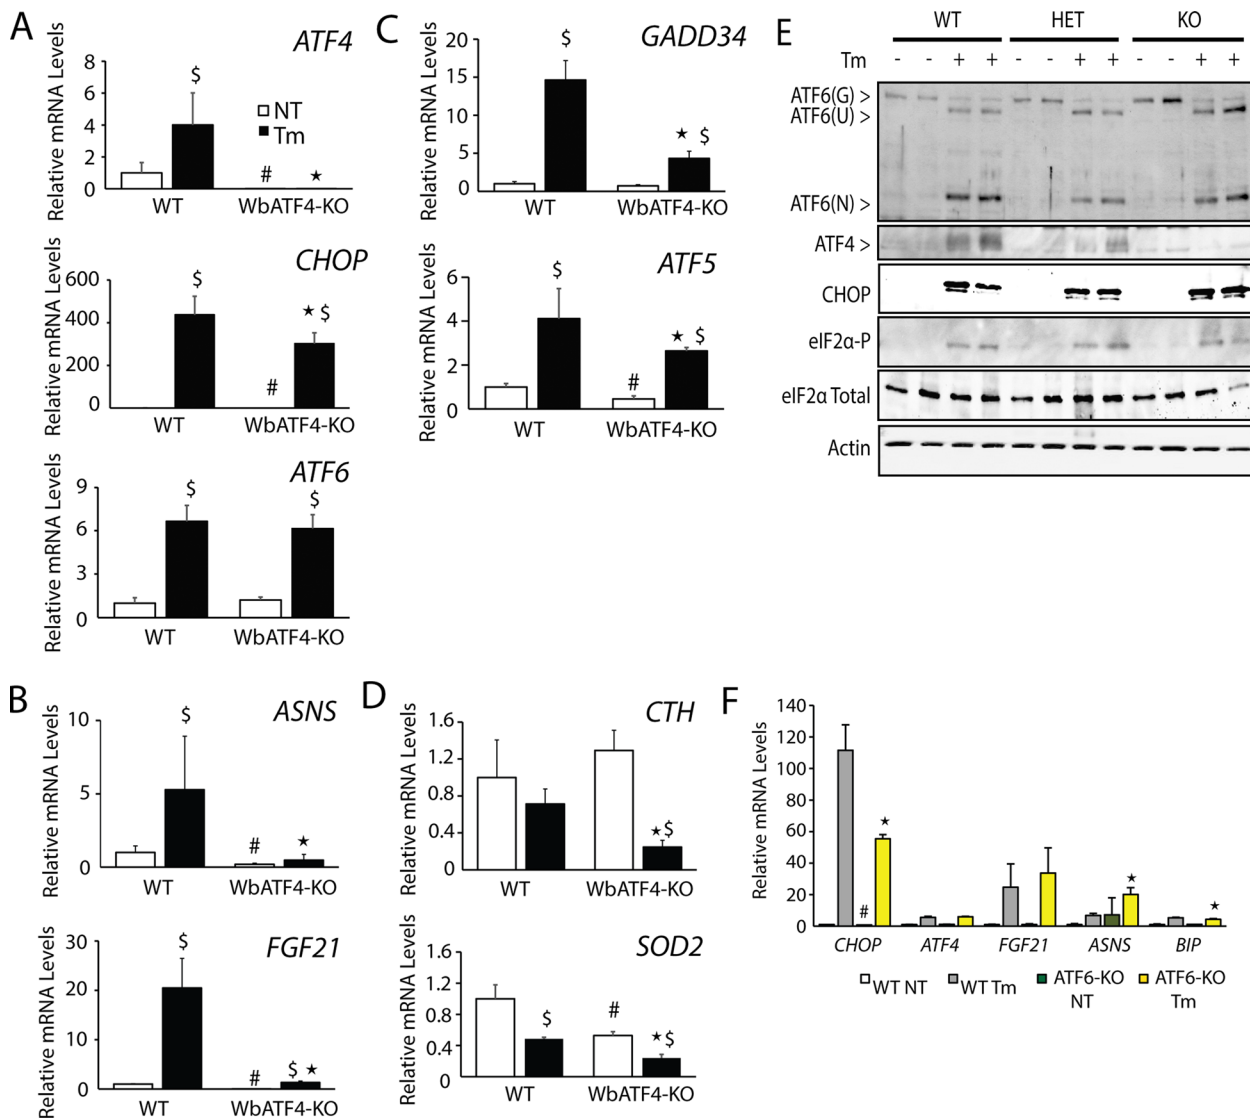 A
ATF4
Relative mRNA Levels
8
6
4
2
0
$
NT
Tm
#
★
WT
WbATF4-KO
CHOP
Relative mRNA Levels
600
400
200
0
$
#
★ $
WT
WbATF4-KO
ATF6
Relative mRNA Levels
9
6
3
0
$
$
WT
WbATF4-KO
B
ASNS
Relative mRNA Levels
10
5
0
$
#
★
WT
WbATF4-KO
FGF21
Relative mRNA Levels
30
20
10
0
$
#
$ ★
WT
WbATF4-KO
C
GADD34
Relative mRNA Levels
20
15
10
5
0
$
★ $
WT
WbATF4-KO
ATF5
Relative mRNA Levels
6
4
2
0
$
#
★ $
WT
WbATF4-KO
D
CTH
Relative mRNA Levels
1.6
1.2
0.8
0.4
0
★$
WT
WbATF4-KO
SOD2
Relative mRNA Levels
1.6
1.2
0.8
0.4
0
$
#
★$
WT
WbATF4-KO
E
WT HET KO
Tm - - + + - - + + - - + +
ATF6(G) >
ATF6(U) >
ATF6(N) >
ATF4 >
CHOP
eIF2α-P
eIF2α Total
Actin
F
Relative mRNA Levels
140
120
100
80
60
40
20
0
#
★
★
★
CHOP ATF4 FGF21 ASNS BIP
WT NT
WT Tm
ATF6-KO
NT
ATF6-KO
Tm